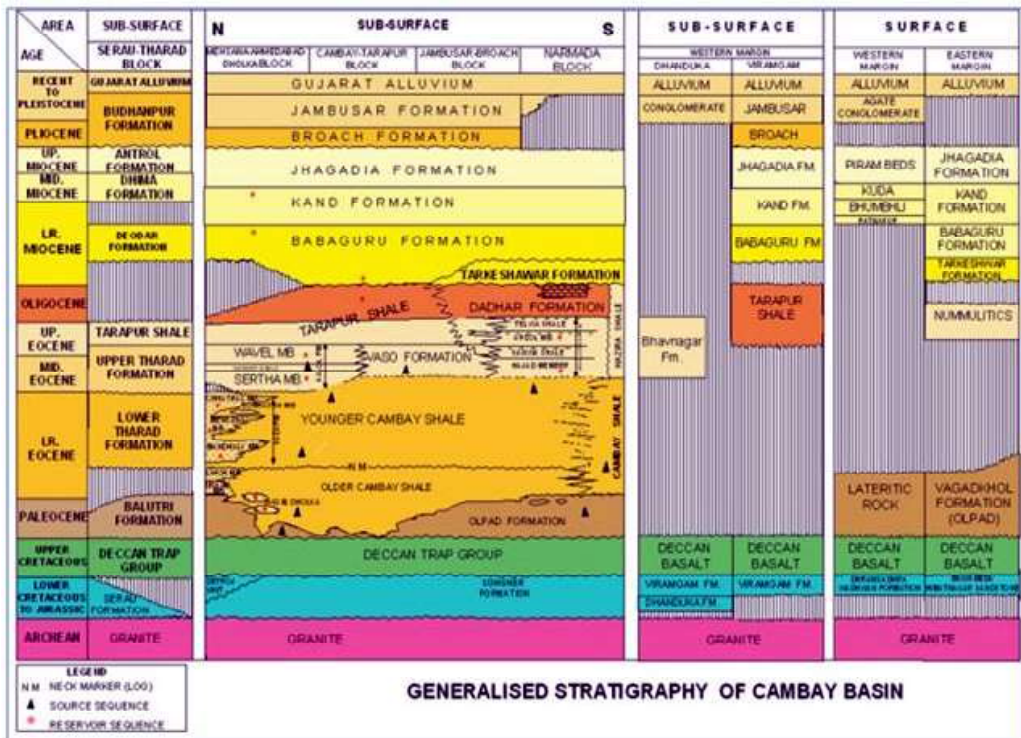 AREA
AGE
SUB-SURFACE
SERAU-THARAD
BLOCK
N
SUB-SURFACE
S
MEHSANA-AHMEDABAD
DHOLKA BLOCK
CAMBAY-TARAPUR
BLOCK
JAMBUSAR-BROACH
BLOCK
NARMADA
BLOCK
SUB-SURFACE
WESTERN MARGIN
DHANDUKA
VIRAMGAM
SURFACE
WESTERN
MARGIN
EASTERN
MARGIN
RECENT
TO
PLEISTOCENE
PLIOCENE
UP.
MIOCENE
MID.
MIOCENE
LR.
MIOCENE
OLIGOCENE
UP.
EOCENE
MID.
EOCENE
LR.
EOCENE
PALEOCENE
UPPER
CRETACEOUS
LOWER
CRETACEOUS
TO JURASSIC
ARCHEAN
GUJARAT ALLUVIUM
BUDHANPUR
FORMATION
ANTROL
FORMATION
DHIMA
FORMATION
DEODAR
FORMATION
TARAPUR SHALE
UPPER THARAD
FORMATION
LOWER
THARAD
FORMATION
BALUTRI
FORMATION
DECCAN TRAP
GROUP
SERAU
FORMATION
GRANITE
GUJARAT ALLUVIUM
JAMBUSAR FORMATION
BROACH FORMATION
JHAGADIA FORMATION
KAND FORMATION
BABAGURU FORMATION
TARKESHAWAR FORMATION
TARAPUR SHALE
DADHAR FORMATION
TELWA SHALE
HAZIRA SHALE
WAVEL MB
VASO FORMATION
SERTHA MB
YOUNGER CAMBAY SHALE
CAMBAY SHALE
N M
OLDER CAMBAY SHALE
OLPAD FORMATION
DECCAN TRAP GROUP
FORMATION
GRANITE
ALLUVIUM
CONGLOMERATE
Bhavnagar
Fm.
DECCAN
BASALT
VIRAMGAM FM.
DHANDUKA FM.
ALLUVIUM
JAMBUSAR
BROACH
JHAGADIA FM.
KAND FM.
BABAGURU FM
TARAPUR
SHALE
DECCAN
BASALT
VIRAMGAM FM.
GRANITE
ALLUVIUM
AGATE
CONGLOMERATE
PIRAM BEDS
KUDA
BHUMBHLI
LATERITIC
ROCK
DECCAN
BASALT
ALLUVIUM
JHAGADIA
FORMATION
KAND
FORMATION
BABAGURU
FORMATION
TARKESHWAR
FORMATION
NUMMULITICS
VAGADKHOL
FORMATION
(OLPAD)
DECCAN
BASALT
GRANITE
LEGEND
N M NECK MARKER (LOG)
SOURCE SEQUENCE
RESERVOIR SEQUENCE
GENERALISED STRATIGRAPHY OF CAMBAY BASIN